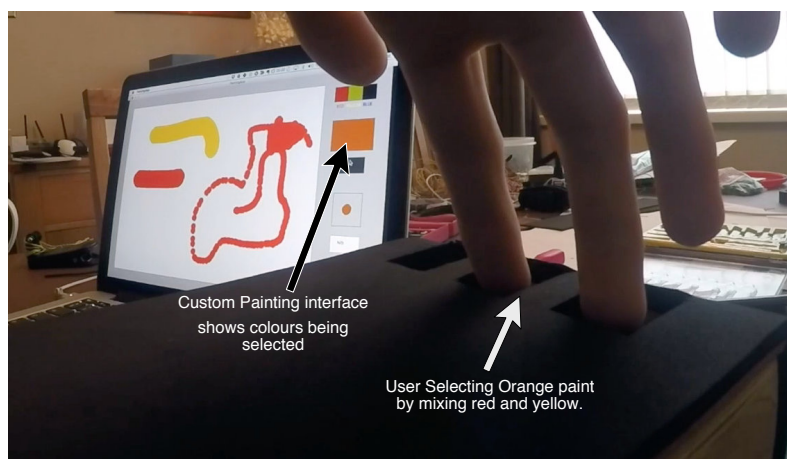 Custom Painting interface
shows colours being
selected
User Selecting Orange paint
by mixing red and yellow.